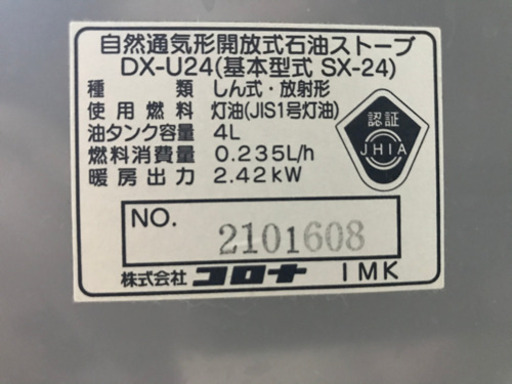 自然通気形開放式石油ストーブ
DX-U24(基本型式 SX-24)
種類 しん式・放射形
使用燃料 灯油(JIS1号灯油)
油タンク容量 4L
燃料消費量 0.235L/h
暖房出力 2.42kW
認証
JHIA
NO. 2101608
株式会社 コロナ 1MK